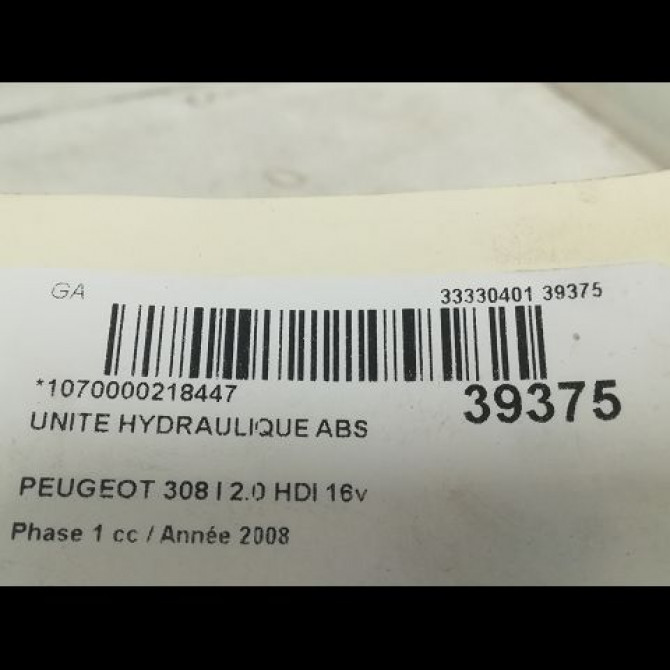 GA
33330401 39375
*1070000218447
39375
UNITE HYDRAULIQUE ABS
PEUGEOT 308 I 2.0 HDI 16v
Phase 1 cc / Année 2008